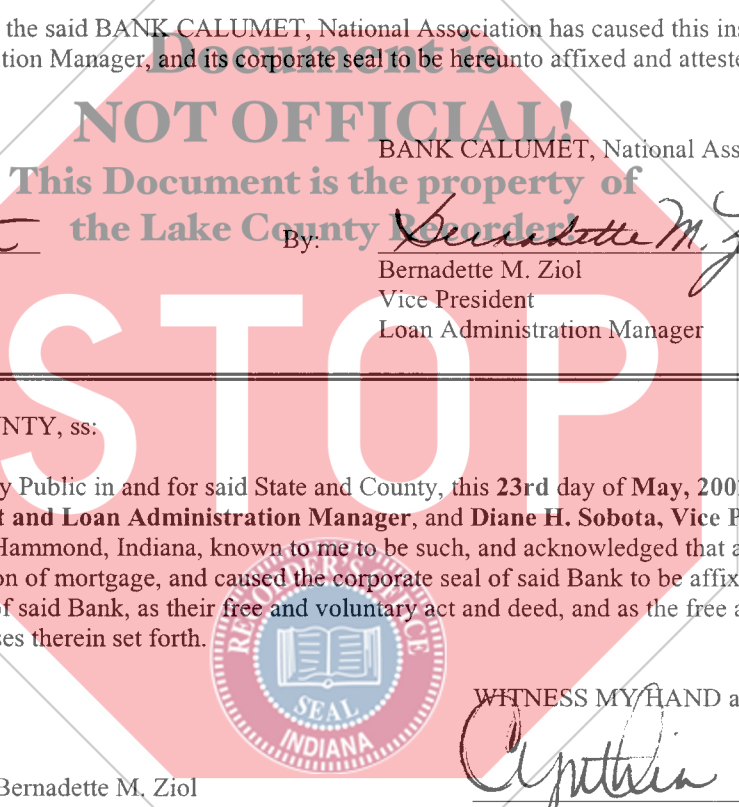 the said BANK CALUMET, National Association has caused this ins
tion Manager, and its corporate seal to be hereunto affixed and atteste
Document is
NOT OFFICIAL!
BANK CALUMET, National Ass
This Document is the property of
the Lake County Recorder!
By: Bernadette M. Z
Bernadette M. Ziol
Vice President
Loan Administration Manager
STOP
NTY, ss:
y Public in and for said State and County, this 23rd day of May, 200
t and Loan Administration Manager, and Diane H. Sobota, Vice P
Hammond, Indiana, known to me to be such, and acknowledged that a
on of mortgage, and caused the corporate seal of said Bank to be affix
of said Bank, as their free and voluntary act and deed, and as the free a
ses therein set forth.
RECORDER'S OFFICE
SEAL
INDIANA
WITNESS MY HAND a
Cynthia
Bernadette M. Ziol